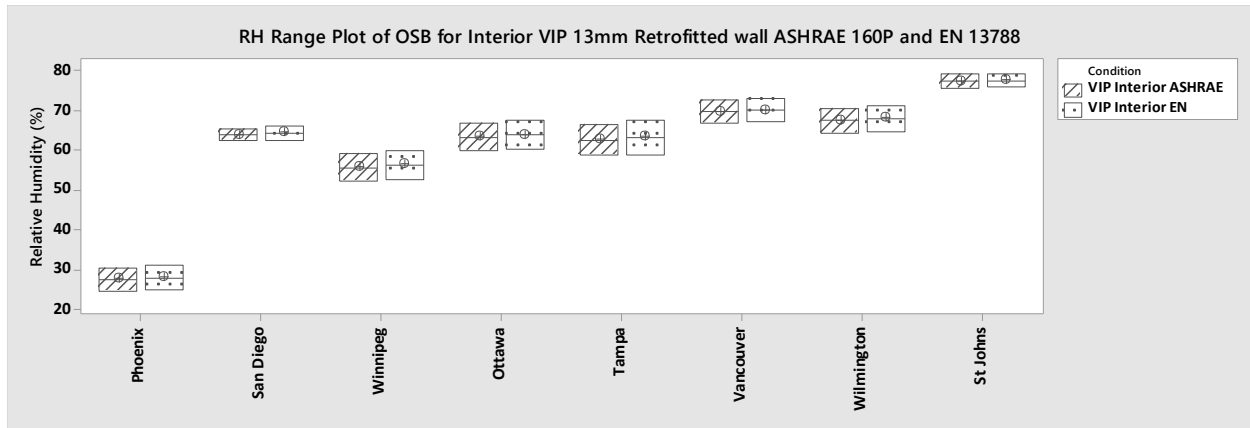 RH Range Plot of OSB for Interior VIP 13mm Retrofitted wall ASHRAE 160P and EN 13788
Relative Humidity (%)
80
70
60
50
40
30
20
Phoenix
San Diego
Winnipeg
Ottawa
Tampa
Vancouver
Wilmington
St Johns
Condition
VIP Interior ASHRAE
VIP Interior EN